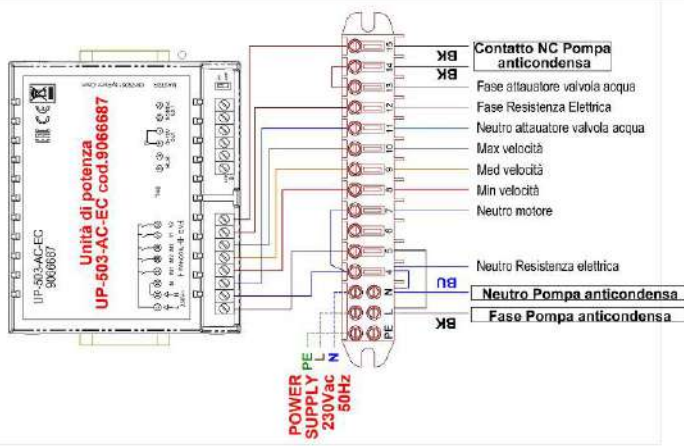 Unità di potenza
UP-503-AC-EC cod.9066687
UP-503-AC-EC
9066687
15
14
13
12
11
10
9
8
7
6
5
4
N
L
PE
BK
BK
BU
BK
Contatto NC Pompa
anticondensa
Fase attauatore valvola acqua
Fase Resistenza Elettrica
Neutro attauatore valvola acqua
Max velocità
Med velocità
Min velocità
Neutro motore
Neutro Resistenza elettrica
Neutro Pompa anticondensa
Fase Pompa anticondensa
POWER
SUPPLY
230Vac
50Hz
PE
L
N